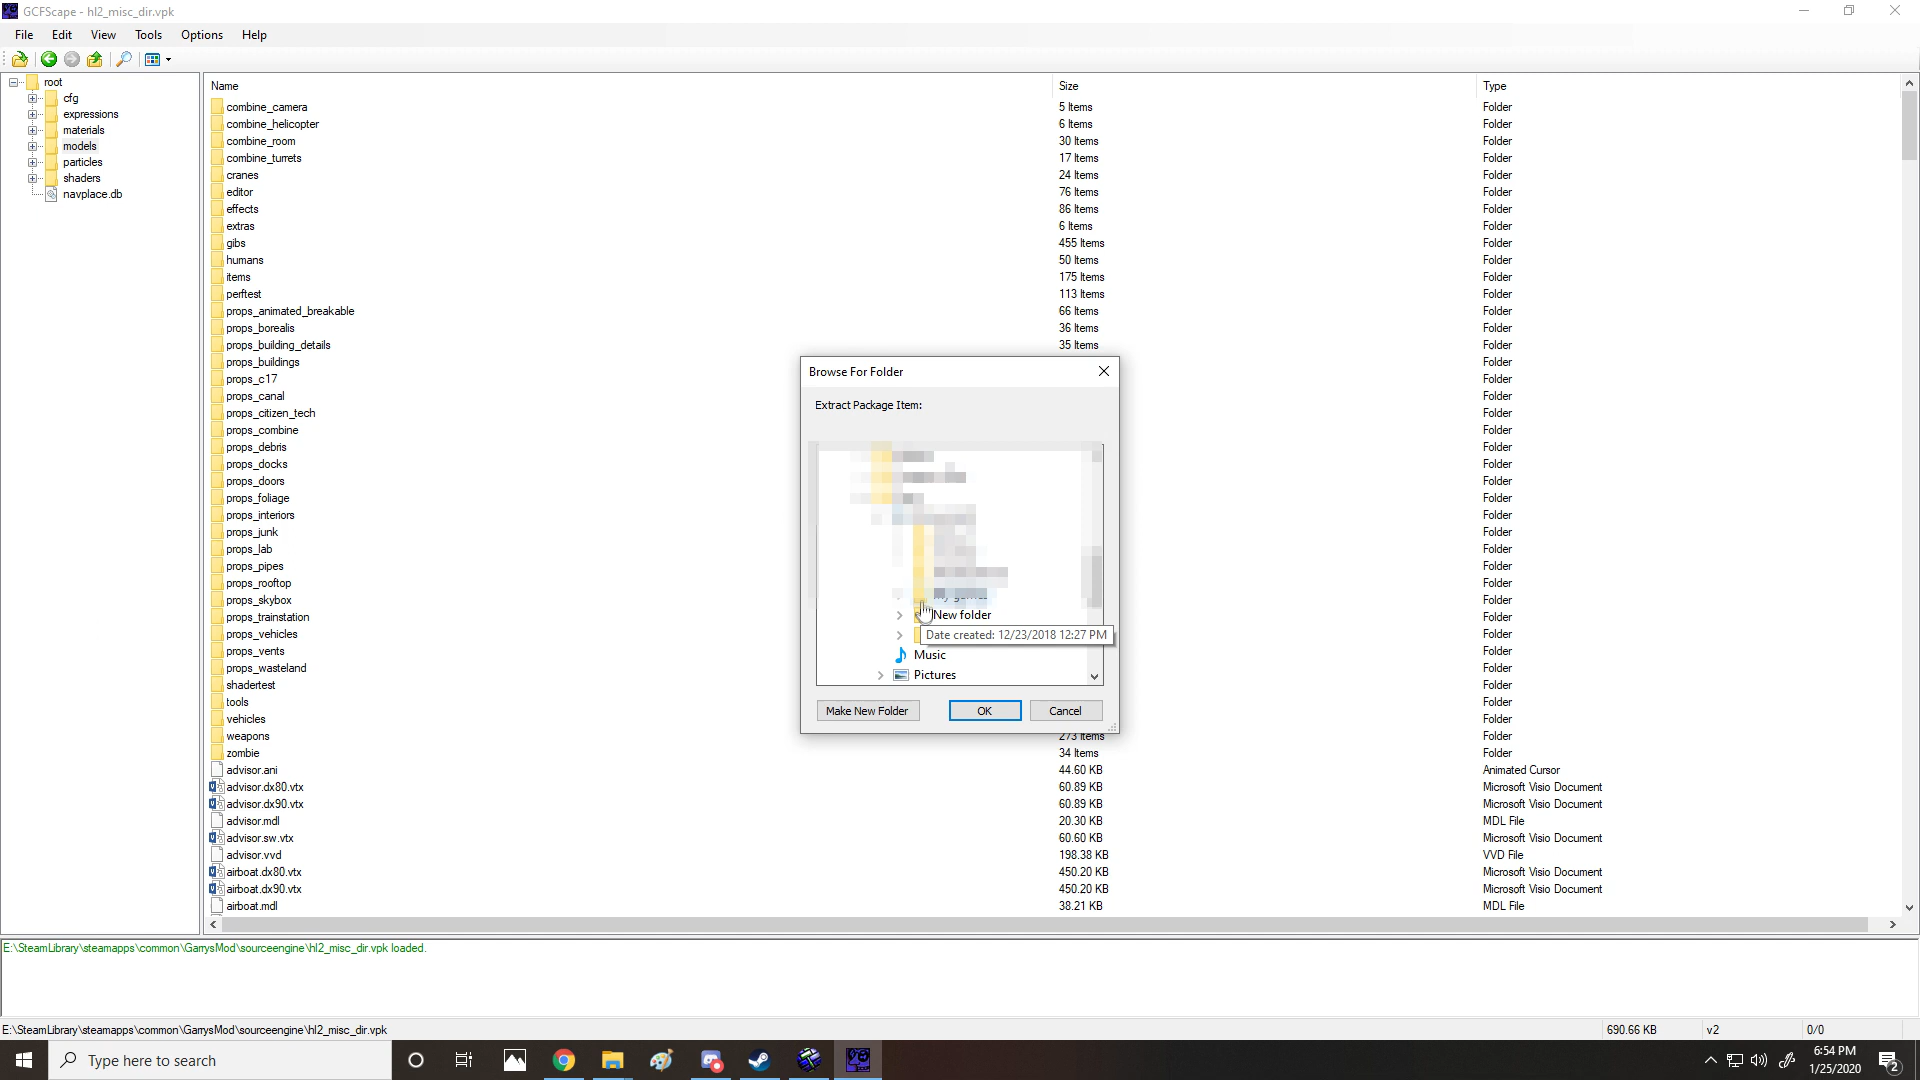 GCFScape - hl2_misc_dir.vpk
File Edit View Tools Options Help
root
cfg
expressions
materials
models
particles
shaders
navplace.db
Name Size Type
combine_camera 5 Items Folder
combine_helicopter 6 Items Folder
combine_room 30 Items Folder
combine_turrets 17 Items Folder
cranes 24 Items Folder
editor 76 Items Folder
effects 86 Items Folder
extras 6 Items Folder
gibs 455 Items Folder
humans 50 Items Folder
items 175 Items Folder
perftest 113 Items Folder
props_animated_breakable 66 Items Folder
props_borealis 36 Items Folder
props_building_details 35 Items Folder
props_buildings Folder
props_c17 Folder
props_canal Folder
props_citizen_tech Folder
props_combine Folder
props_debris Folder
props_docks Folder
props_doors Folder
props_foliage Folder
props_interiors Folder
props_junk Folder
props_lab Folder
props_pipes Folder
props_rooftop Folder
props_skybox Folder
props_trainstation Folder
props_vehicles Folder
props_vents Folder
props_wasteland Folder
shadertest Folder
tools Folder
vehicles Folder
weapons 273 Items Folder
zombie 34 Items Folder
advisor.ani 44.60 KB Animated Cursor
advisor.dx80.vtx 60.89 KB Microsoft Visio Document
advisor.dx90.vtx 60.89 KB Microsoft Visio Document
advisor.mdl 20.30 KB MDL File
advisor.sw.vtx 60.60 KB Microsoft Visio Document
advisor.vvd 198.38 KB VVD File
airboat.dx80.vtx 450.20 KB Microsoft Visio Document
airboat.dx90.vtx 450.20 KB Microsoft Visio Document
airboat.mdl 38.21 KB MDL File
Browse For Folder
Extract Package Item:
New folder
Date created: 12/23/2018 12:27 PM
Music
Pictures
Make New Folder OK Cancel
E:\SteamLibrary\steamapps\common\GarrysMod\sourceengine\hl2_misc_dir.vpk loaded.
E:\SteamLibrary\steamapps\common\GarrysMod\sourceengine\hl2_misc_dir.vpk 690.66 KB v2 0/0
Type here to search
6:54 PM
1/25/2020
2